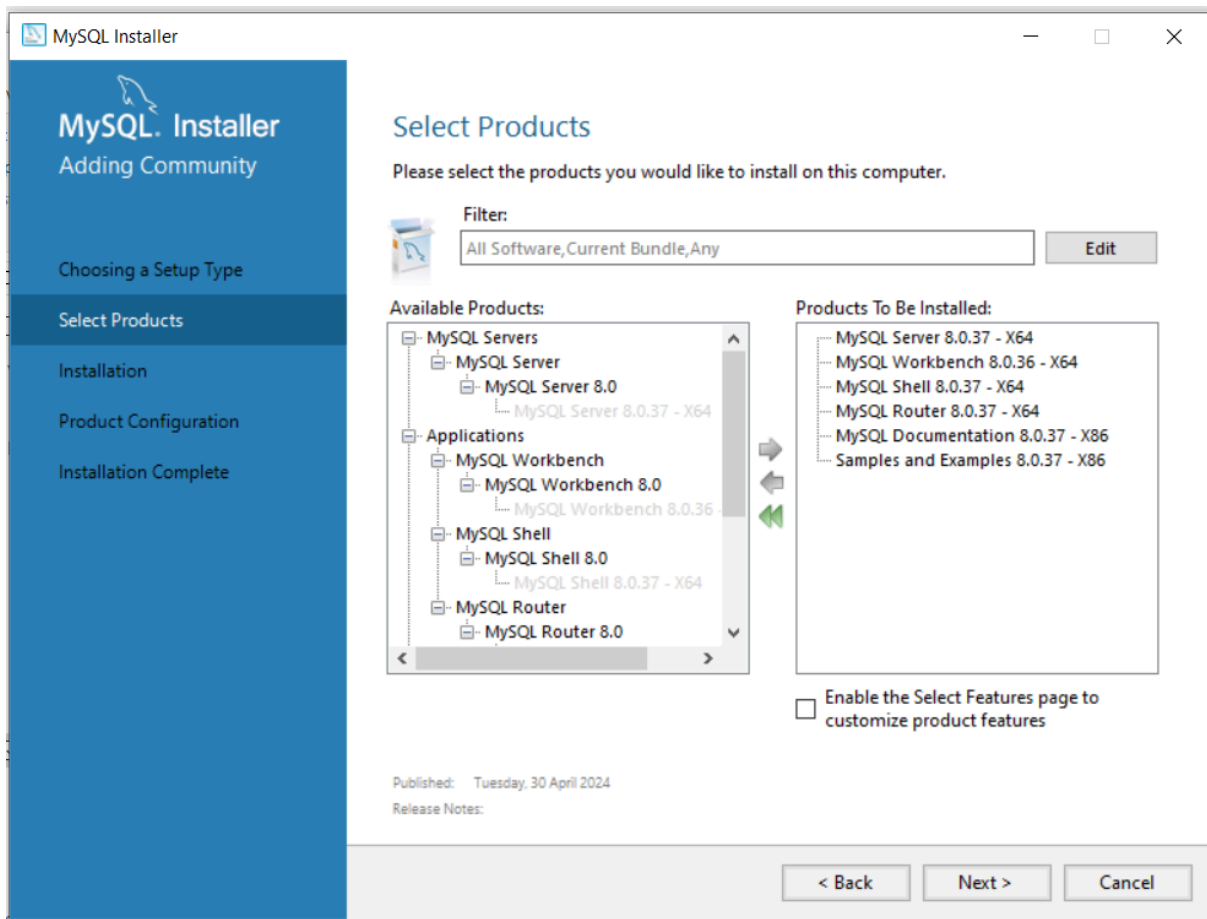 MySQL Installer
MySQL. Installer
Adding Community
Choosing a Setup Type
Select Products
Installation
Product Configuration
Installation Complete
Select Products
Please select the products you would like to install on this computer.
Filter:
All Software,Current Bundle,Any
Edit
Available Products:
MySQL Servers
MySQL Server
MySQL Server 8.0
MySQL Server 8.0.37 - X64
Applications
MySQL Workbench
MySQL Workbench 8.0
MySQL Workbench 8.0.36 -
MySQL Shell
MySQL Shell 8.0
MySQL Shell 8.0.37 - X64
MySQL Router
MySQL Router 8.0
Products To Be Installed:
MySQL Server 8.0.37 - X64
MySQL Workbench 8.0.36 - X64
MySQL Shell 8.0.37 - X64
MySQL Router 8.0.37 - X64
MySQL Documentation 8.0.37 - X86
Samples and Examples 8.0.37 - X86
Enable the Select Features page to
customize product features
Published: Tuesday, 30 April 2024
Release Notes:
< Back
Next >
Cancel